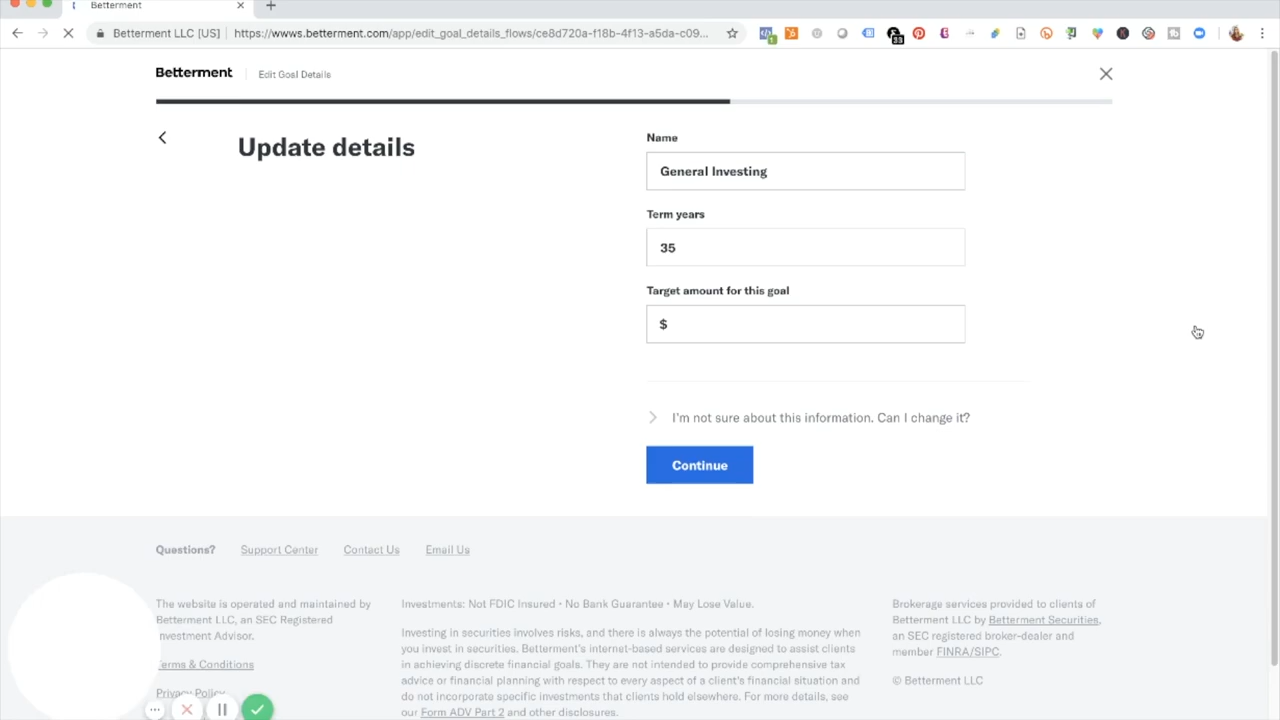 Betterment
Betterment LLC [US] https://wwws.betterment.com/app/edit_goal_details_flows/ce8d720a-f18b-4f13-a5da-c09...
Betterment Edit Goal Details
Update details
Name
General Investing
Term years
35
Target amount for this goal
$
I'm not sure about this information. Can I change it?
Continue
Questions? Support Center Contact Us Email Us
The website is operated and maintained by
Betterment LLC, an SEC Registered
Investment Advisor.
Terms & Conditions
Privacy Policy
Investments: Not FDIC Insured • No Bank Guarantee • May Lose Value.
Investing in securities involves risks, and there is always the potential of losing money when
you invest in securities. Betterment's internet-based services are designed to assist clients
in achieving discrete financial goals. They are not intended to provide comprehensive tax
advice or financial planning with respect to every aspect of a client's financial situation and
do not incorporate specific investments that clients hold elsewhere. For more details, see
our Form ADV Part 2 and other disclosures.
Brokerage services provided to clients of
Betterment LLC by Betterment Securities,
an SEC registered broker-dealer and
member FINRA/SIPC.
© Betterment LLC